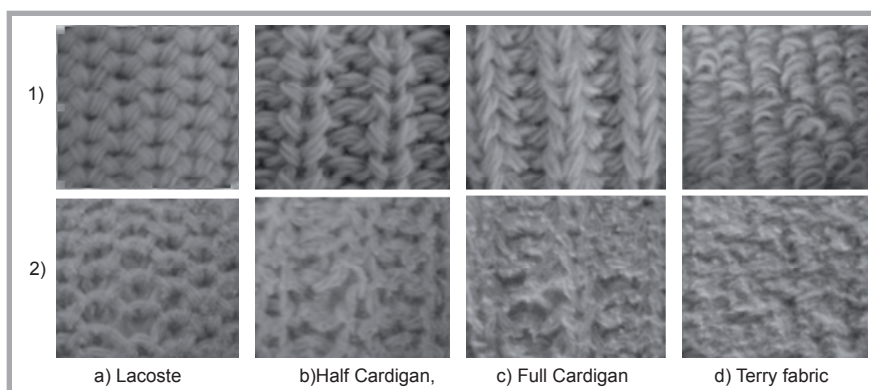 1)
2)
a) Lacoste
b)Half Cardigan,
c) Full Cardigan
d) Terry fabric